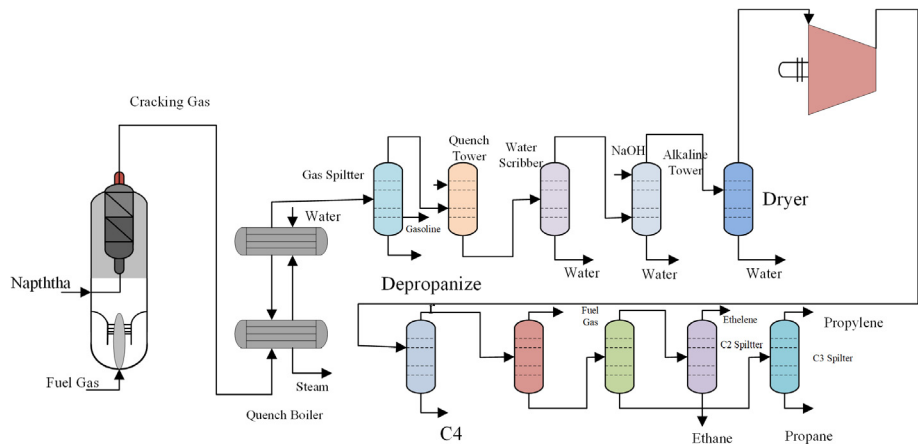 Cracking Gas
Napththa
Fuel Gas
Water
Steam
Quench Boiler
Gas Spiltter
Gasoline
Quench
Tower
Water
Scribber
Water
NaOH
Alkaline
Tower
Water
Dryer
Water
Depropanize
C4
Fuel
Gas
Ethelene
C2 Spiltter
Ethane
Propylene
C3 Spilter
Propane